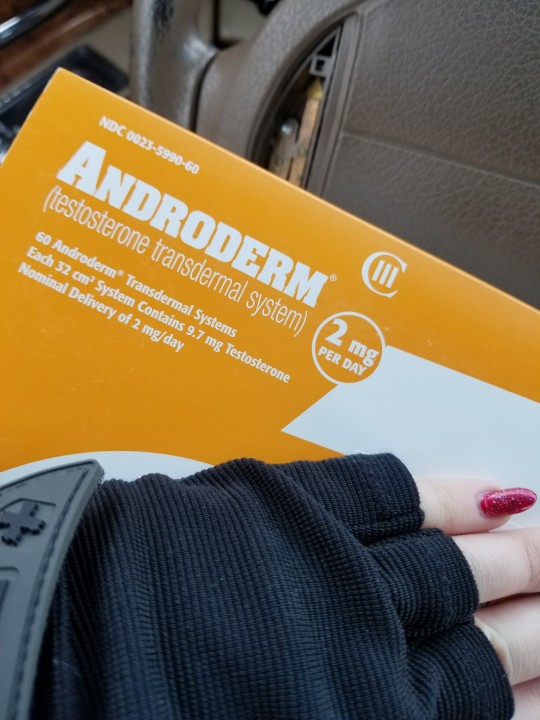 NDC 0023-5990-60
ANDRODERM®
(testosterone transdermal system)
CIII
60 Androderm® Transdermal Systems
Each 32 cm² System Contains 9.7 mg Testosterone
Nominal Delivery of 2 mg/day
2 mg
PER DAY